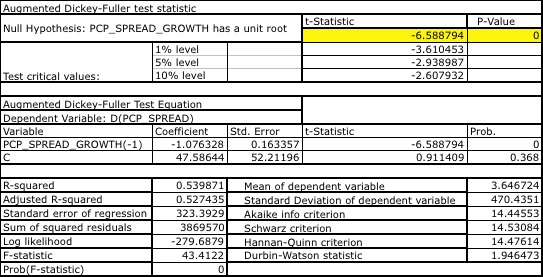 Augmented Dickey-Fuller test statistic
Null Hypothesis: PCP_SPREAD_GROWTH has a unit root
t-Statistic P-Value
-6.588794 0
Test critical values:
1% level -3.610453
5% level -2.938987
10% level -2.607932
Augmented Dickey-Fuller Test Equation
Dependent Variable: D(PCP_SPREAD)
Variable Coefficient Std. Error t-Statistic Prob.
PCP_SPREAD_GROWTH(-1) -1.076328 0.163357 -6.588794 0
C 47.58644 52.21196 0.911409 0.368
R-squared 0.539871 Mean of dependent variable 3.646724
Adjusted R-squared 0.527435 Standard Deviation of dependent variable 470.4351
Standard error of regression 323.3929 Akaike info criterion 14.44553
Sum of squared residuals 3869570 Schwarz criterion 14.53084
Log likelihood -279.6879 Hannan-Quinn criterion 14.47614
F-statistic 43.4122 Durbin-Watson statistic 1.946473
Prob(F-statistic) 0